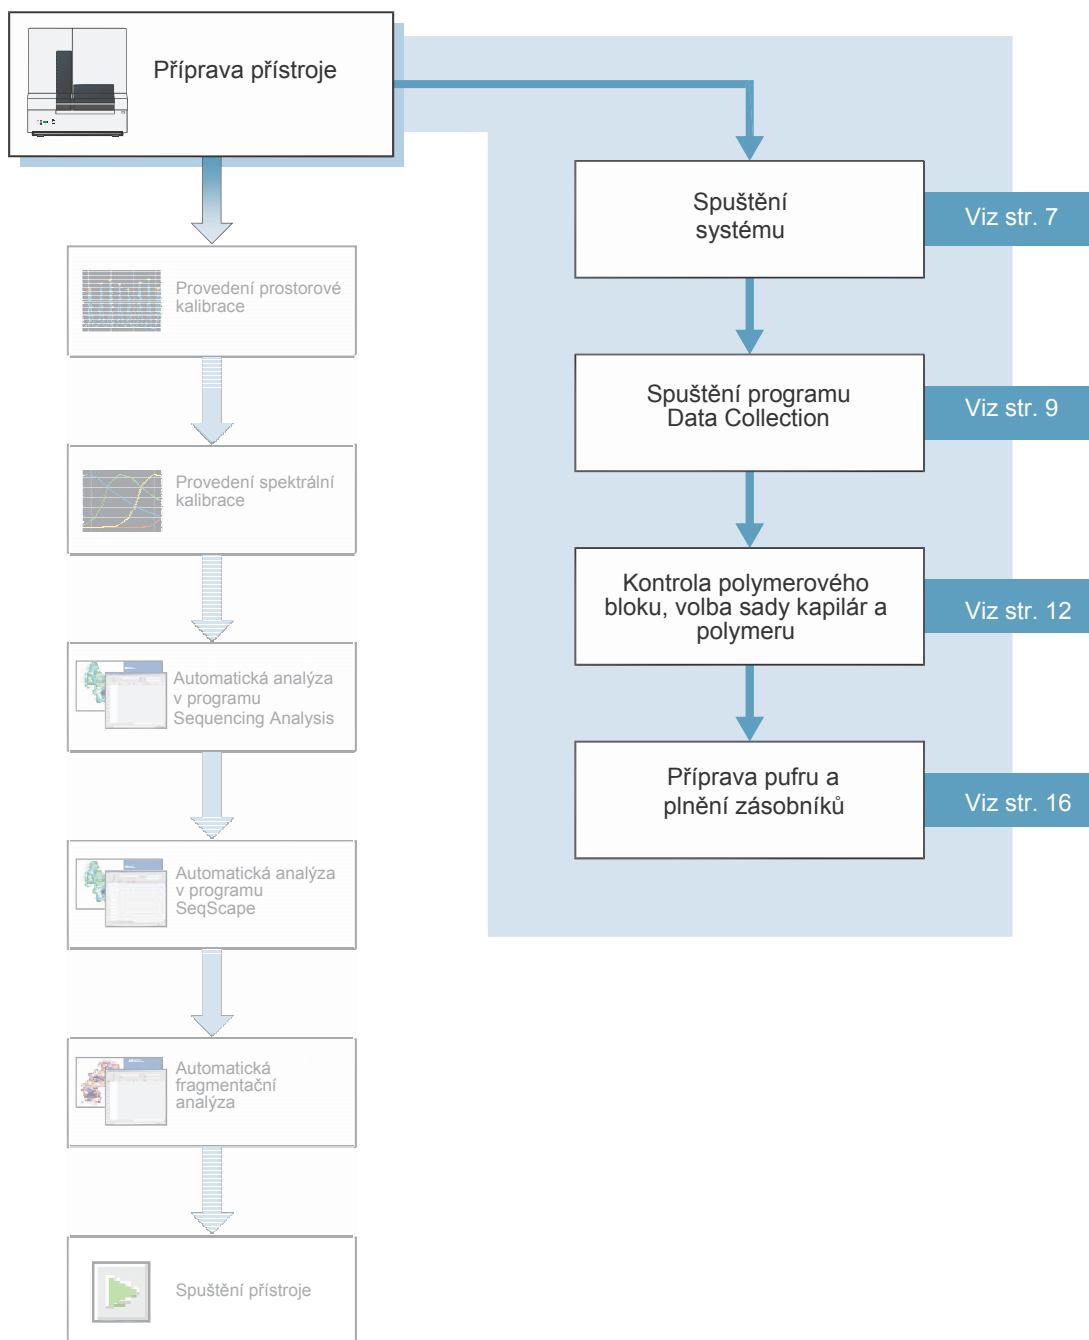 Příprava přístroje
Spuštění
systému
Viz str. 7
Provedení prostorové
kalibrace
Spuštění programu
Data Collection
Viz str. 9
Provedení spektrální
kalibrace
Kontrola polymerového
bloku, volba sady kapilár a
polymeru
Viz str. 12
Automatická analýza
v programu
Sequencing Analysis
Příprava pufru a
plnění zásobníků
Viz str. 16
Automatická analýza
v programu
SeqScape
Automatická
fragmentační
analýza
Spuštění přístroje